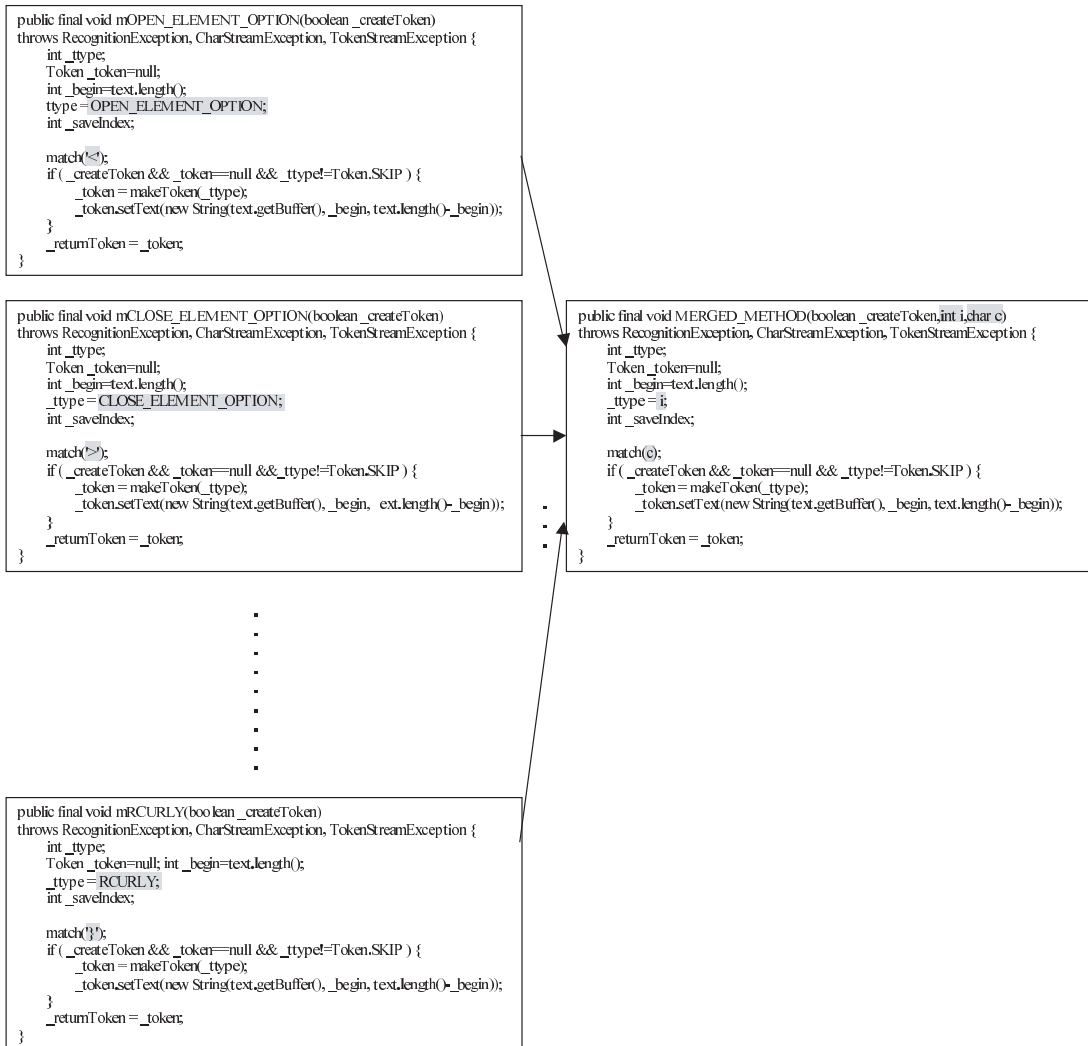 public final void mOPEN_ELEMENT_OPTION(boolean _createToken)
throws RecognitionException, CharStreamException, TokenStreamException {
int _ttype;
Token _token=null;
int _begin=text.length();
ttype = OPEN_ELEMENT_OPTION;
int _saveIndex;
match('<');
if ( _createToken && _token==null && _ttype!=Token.SKIP ) {
_token = makeToken(_ttype);
_token.setText(new String(text.getBuffer(), _begin, text.length()-_begin));
}
_returnToken = _token;
}
public final void mCLOSE_ELEMENT_OPTION(boolean _createToken)
throws RecognitionException, CharStreamException, TokenStreamException {
int _ttype;
Token _token=null;
int _begin=text.length();
_ttype = CLOSE_ELEMENT_OPTION;
int _saveIndex;
match('>');
if ( _createToken && _token==null && _ttype!=Token.SKIP ) {
_token = makeToken(_ttype);
_token.setText(new String(text.getBuffer(), _begin, ext.length()-_begin));
}
_returnToken = _token;
}
public final void MERGED_METHOD(boolean _createToken,int i,char c)
throws RecognitionException, CharStreamException, TokenStreamException {
int _ttype;
Token _token=null;
int _begin=text.length();
_ttype = i;
int _saveIndex;
match(c);
if ( _createToken && _token==null && _ttype!=Token.SKIP ) {
_token = makeToken(_ttype);
_token.setText(new String(text.getBuffer(), _begin, text.length()-_begin));
}
_returnToken = _token;
}
public final void mRCURLY(boolean _createToken)
throws RecognitionException, CharStreamException, TokenStreamException {
int _ttype;
Token _token=null; int _begin=text.length();
_ttype = RCURLY;
int _saveIndex;
match('}');
if ( _createToken && _token==null && _ttype!=Token.SKIP ) {
_token = makeToken(_ttype);
_token.setText(new String(text.getBuffer(), _begin, text.length()-_begin));
}
_returnToken = _token;
}